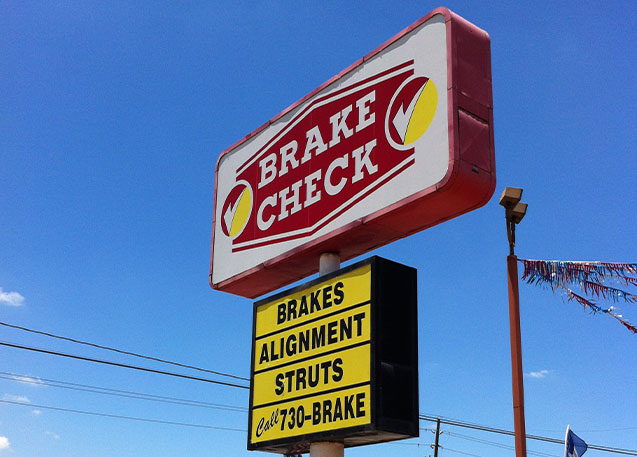 BRAKE
CHECK
BRAKES
ALIGNMENT
STRUTS
Call 730-BRAKE